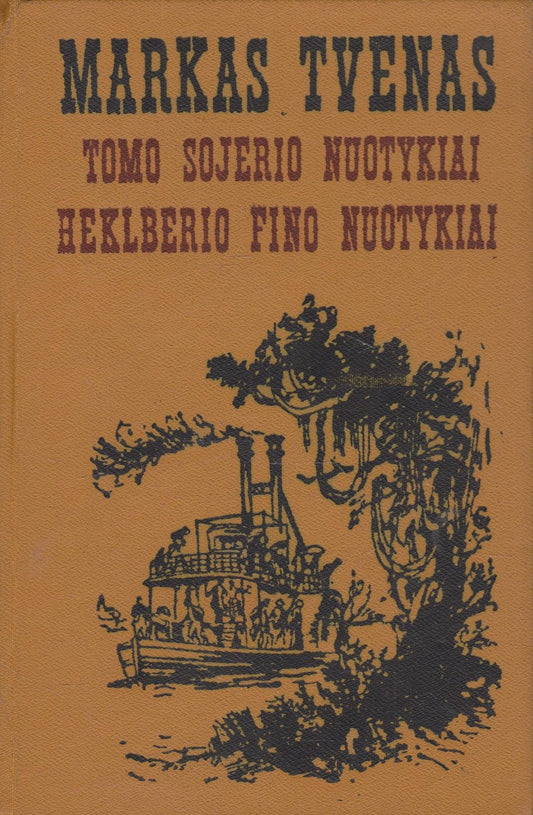 MARKAS TVENAS
TOMO SOJERIO NUOTYKIAI
HEKLBERIO FINO NUOTYKIAI